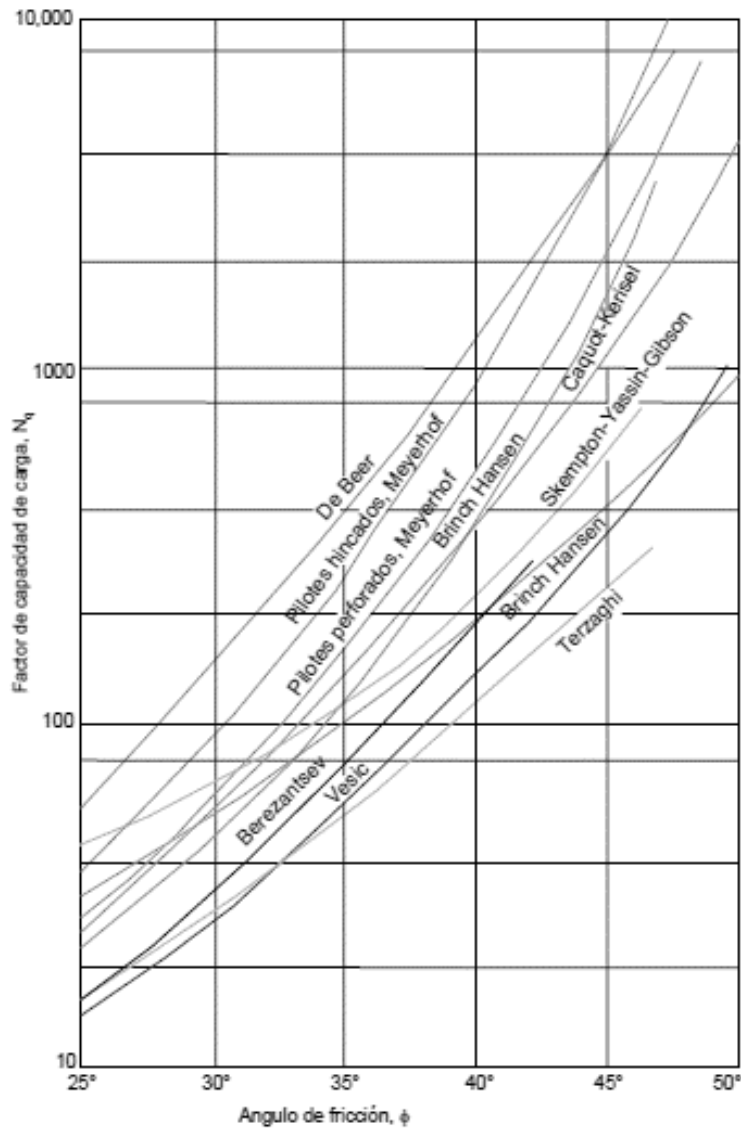 10,000
1000
100
10
Factor de capacidad de carga, Nq
De Beer
Pilotes hincados, Meyerhof
Pilotes perforados, Meyerhof
Brinch Hansen
Caquot-Kerisel
Skempton-Yassin-Gibson
Brinch Hansen
Terzaghi
Berezantsev
Vesic
25° 30° 35° 40° 45° 50°
Angulo de fricción, ϕ